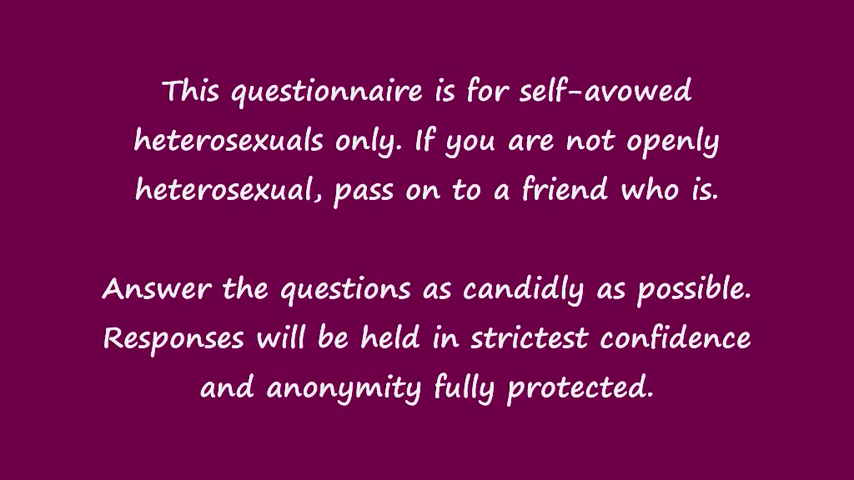 This questionnaire is for self-avowed
heterosexuals only. If you are not openly
heterosexual, pass on to a friend who is.
Answer the questions as candidly as possible.
Responses will be held in strictest confidence
and anonymity fully protected.